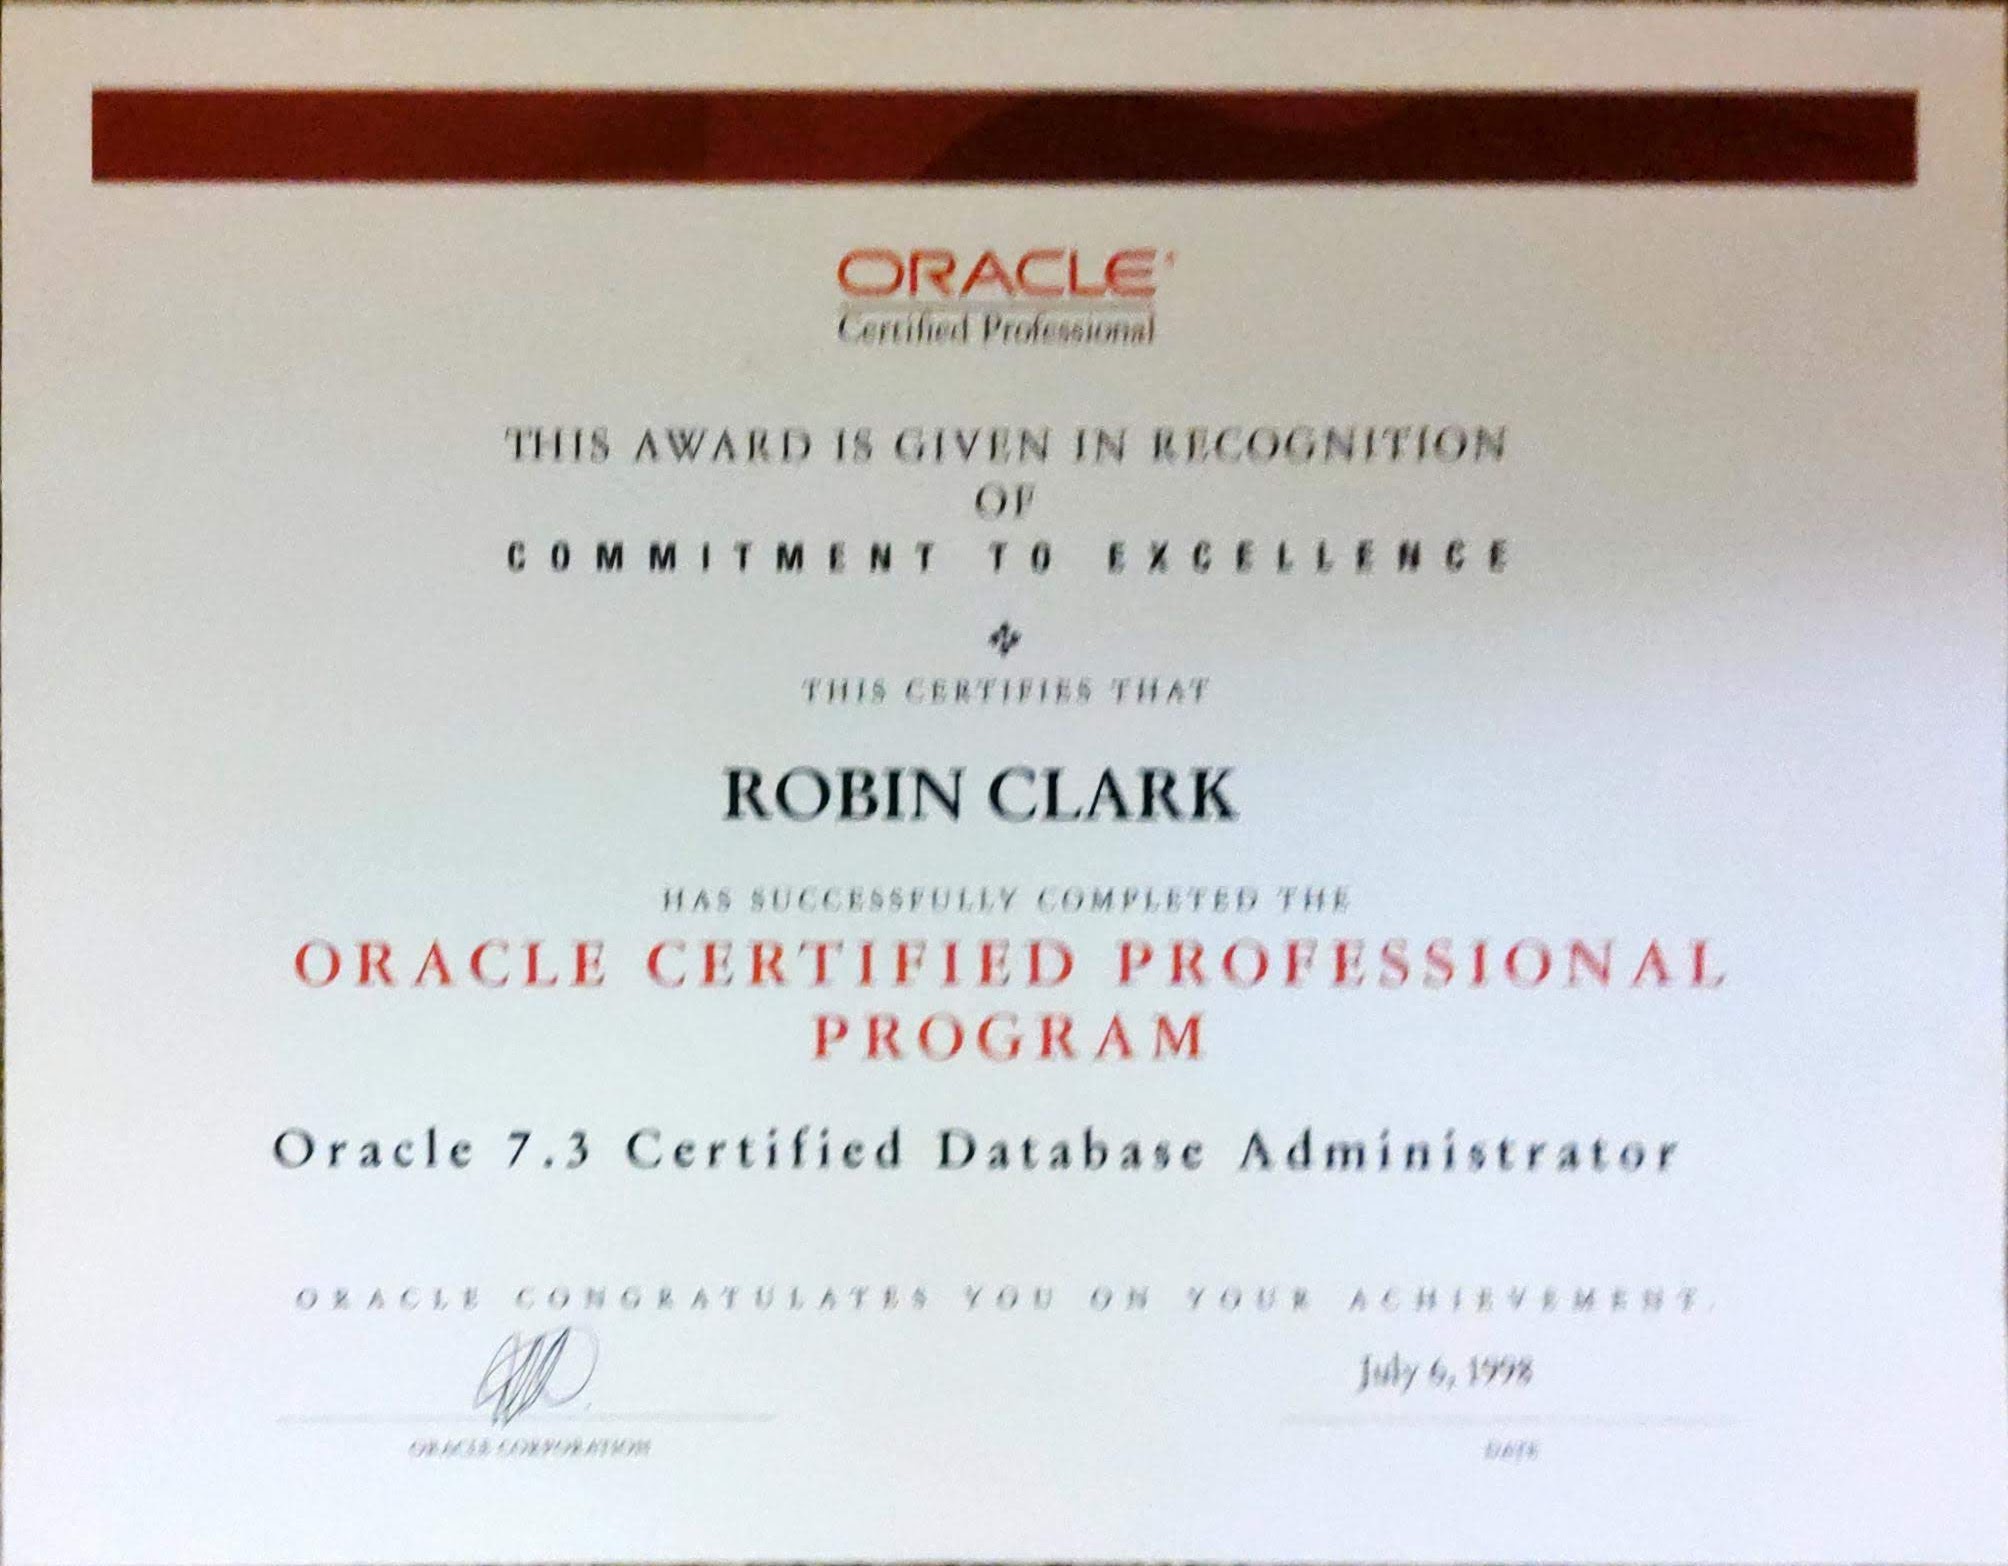 ORACLE®
Certified Professional
THIS AWARD IS GIVEN IN RECOGNITION
OF
COMMITMENT TO EXCELLENCE
THIS CERTIFIES THAT
ROBIN CLARK
HAS SUCCESSFULLY COMPLETED THE
ORACLE CERTIFIED PROFESSIONAL
PROGRAM
Oracle 7.3 Certified Database Administrator
ORACLE CONGRATULATES YOU ON YOUR ACHIEVEMENT.
July 6, 1998
ORACLE CORPORATION
DATE